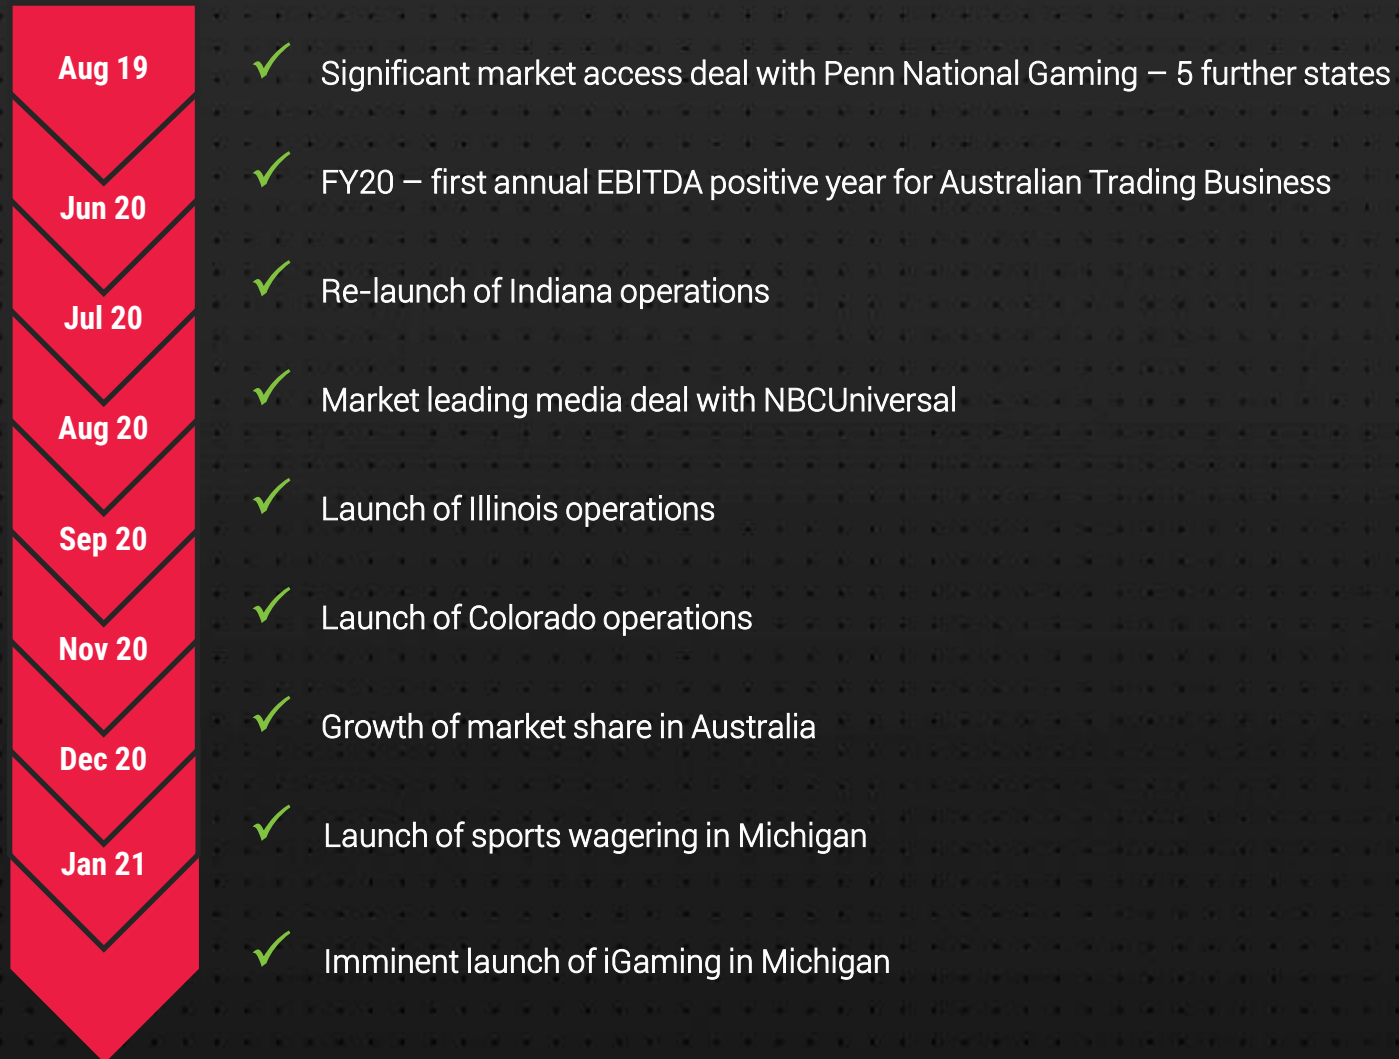 Aug 19
Significant market access deal with Penn National Gaming – 5 further states
FY20 – first annual EBITDA positive year for Australian Trading Business
Jun 20
Re-launch of Indiana operations
Jul 20
Market leading media deal with NBCUniversal
Aug 20
Launch of Illinois operations
Sep 20
Launch of Colorado operations
Nov 20
Growth of market share in Australia
Dec 20
Launch of sports wagering in Michigan
Jan 21
Imminent launch of iGaming in Michigan